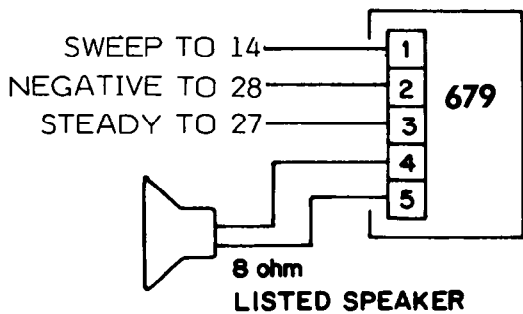 SWEEP TO 14
NEGATIVE TO 28
STEADY TO 27
1
2
3
4
5
679
8 ohm
LISTED SPEAKER